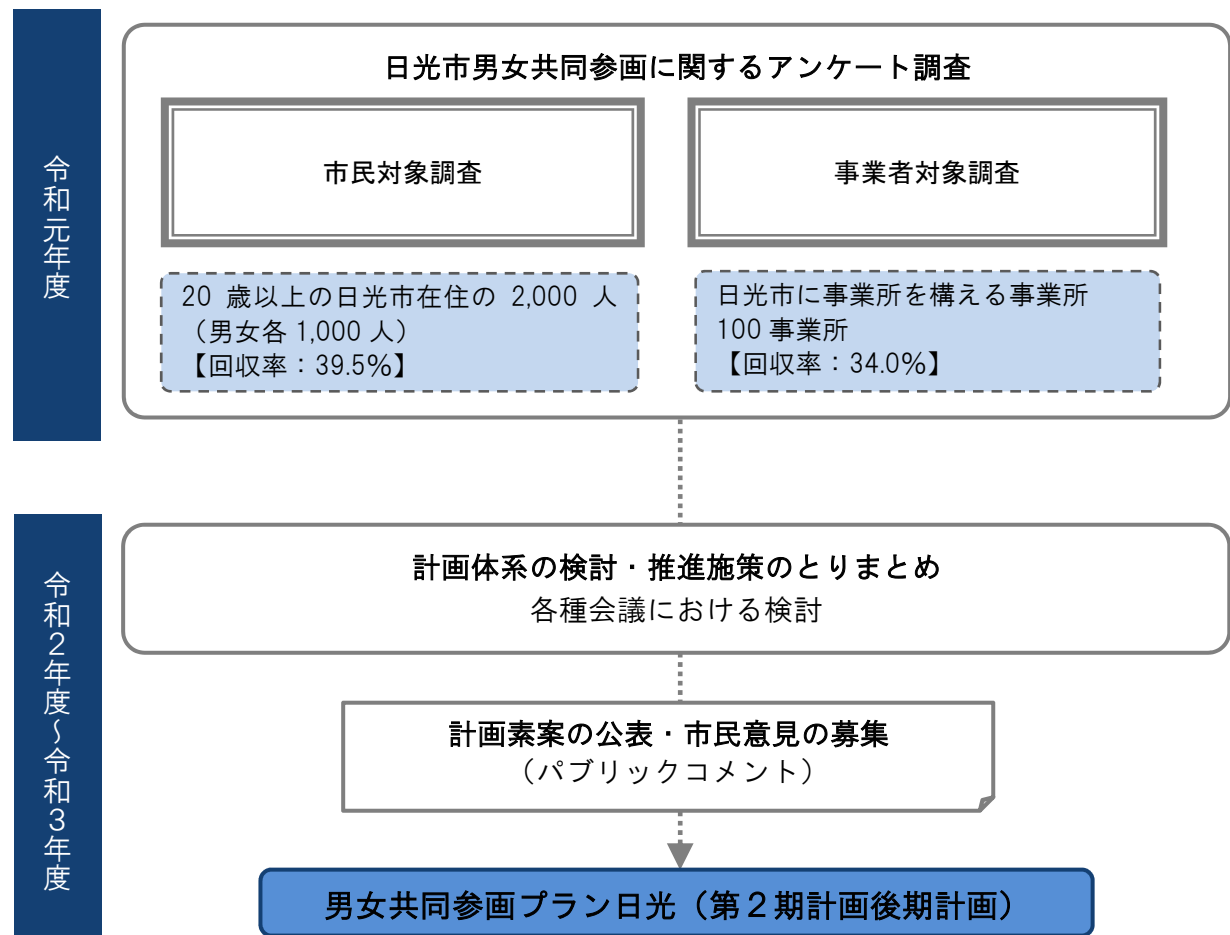 令和元年度
日光市男女共同参画に関するアンケート調査
市民対象調査
事業者対象調査
20 歳以上の日光市在住の 2,000 人
（男女各 1,000 人）
【回収率：39.5%】
日光市に事業所を構える事業所
100 事業所
【回収率：34.0%】
令和２年度～令和３年度
計画体系の検討・推進施策のとりまとめ
各種会議における検討
計画素案の公表・市民意見の募集
（パブリックコメント）
男女共同参画プラン日光（第２期計画後期計画）